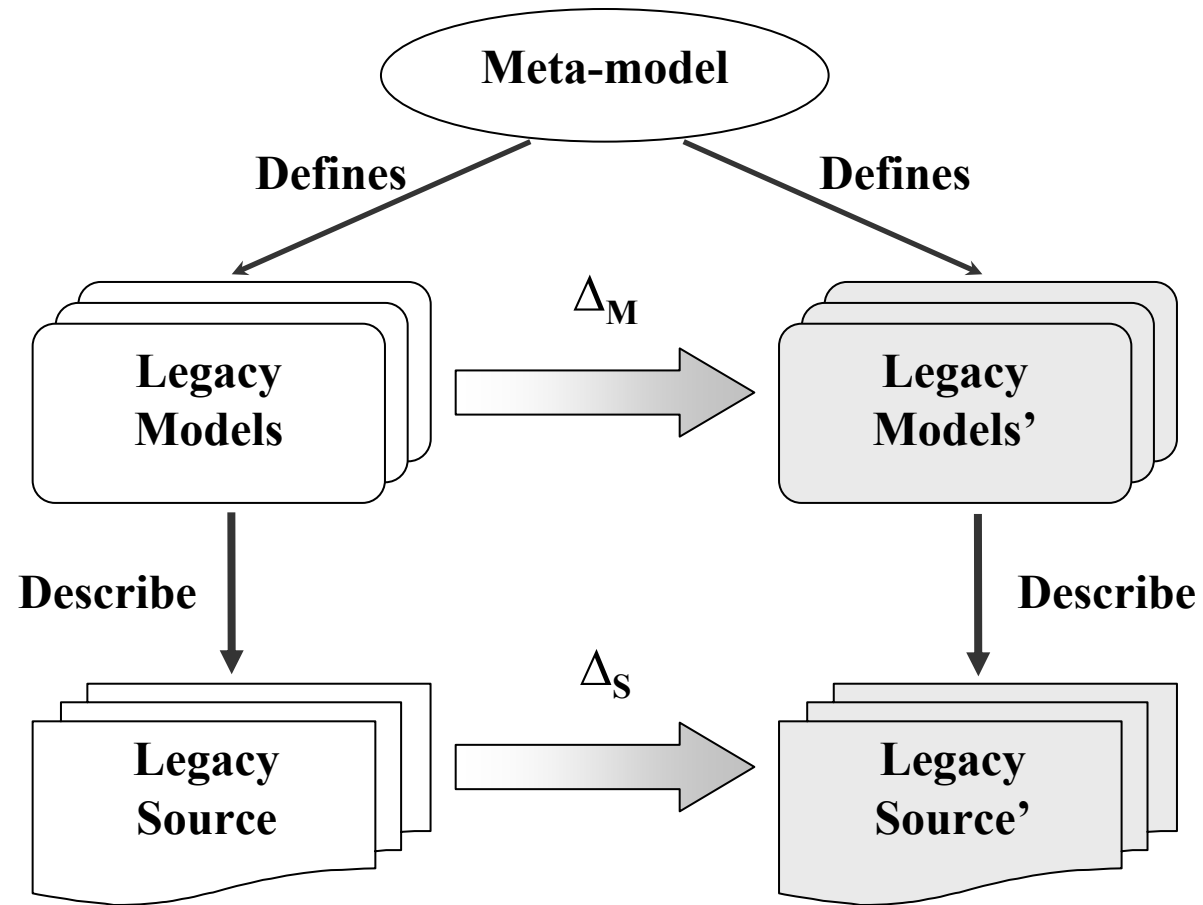 Meta-model
Defines
Defines
ΔM
Legacy
Models
Legacy
Models’
Describe
Describe
ΔS
Legacy
Source
Legacy
Source’